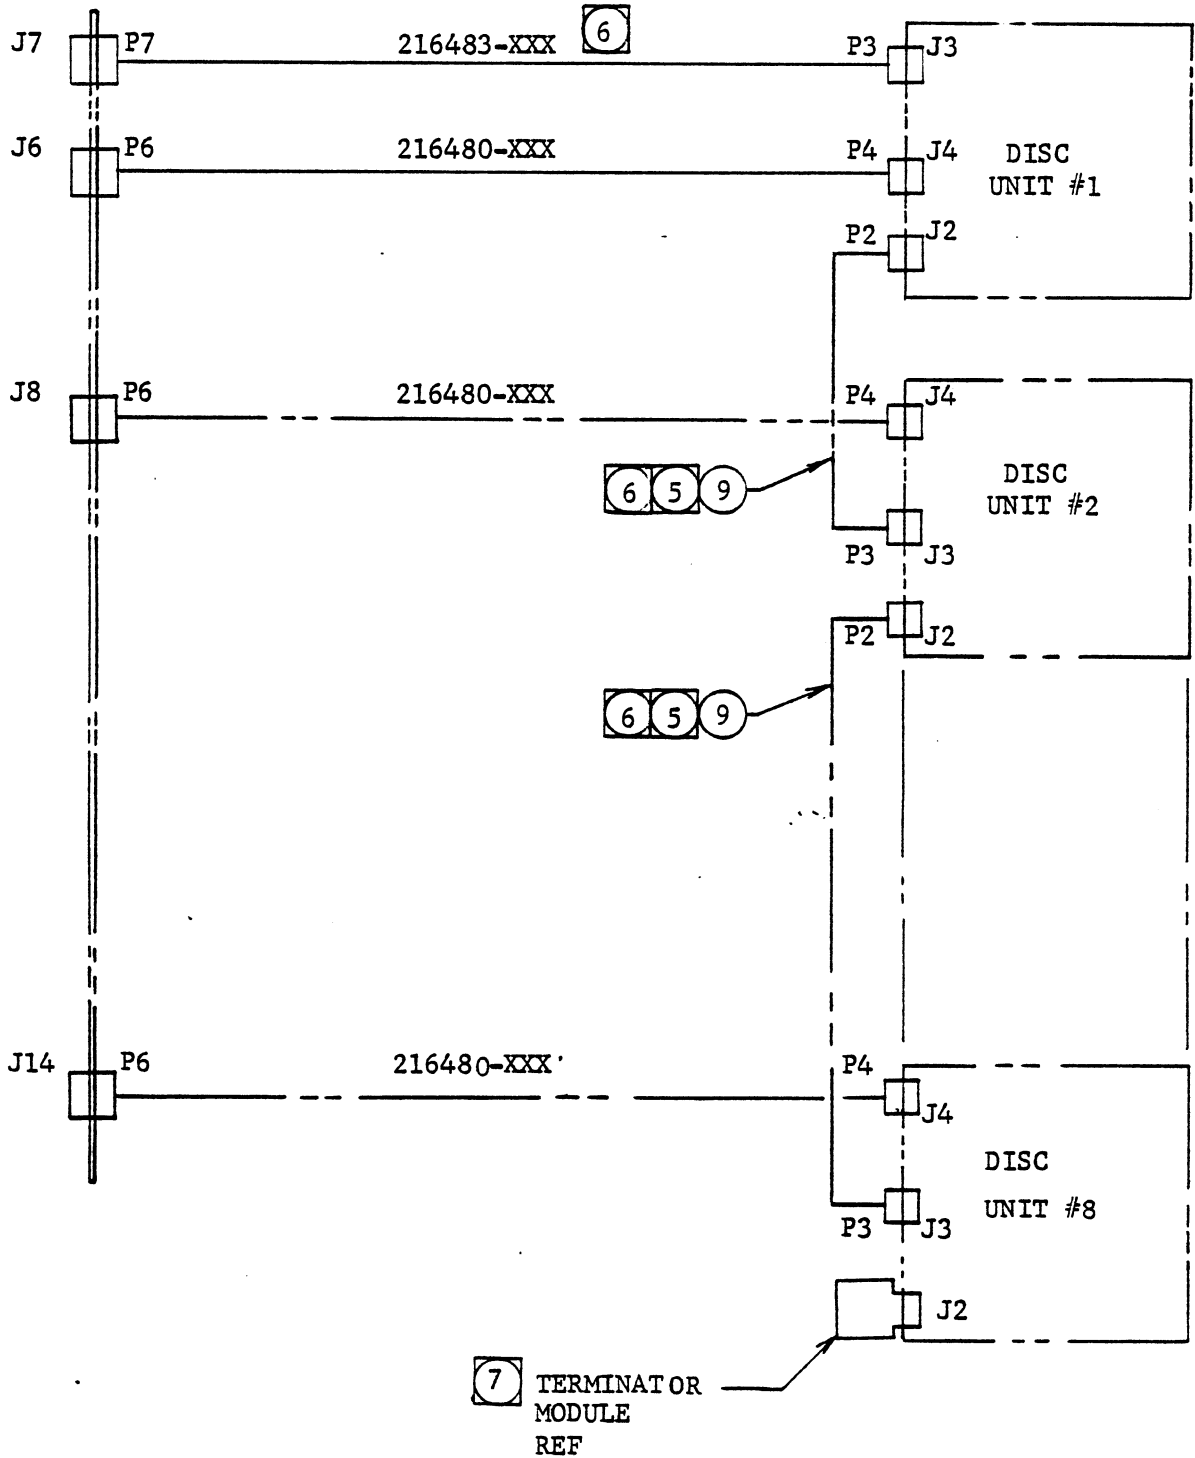 J7 P7 216483-XXX 6 P3 J3
J6 P6 216480-XXX P4 J4
DISC
UNIT #1
P2 J2
J8 P6 216480-XXX P4 J4
6 5 9
DISC
UNIT #2
P3 J3
P2 J2
6 5 9
J14 P6 216480-XXX P4
J4
DISC
UNIT #8
P3 J3
J2
7 TERMINATOR
MODULE
REF